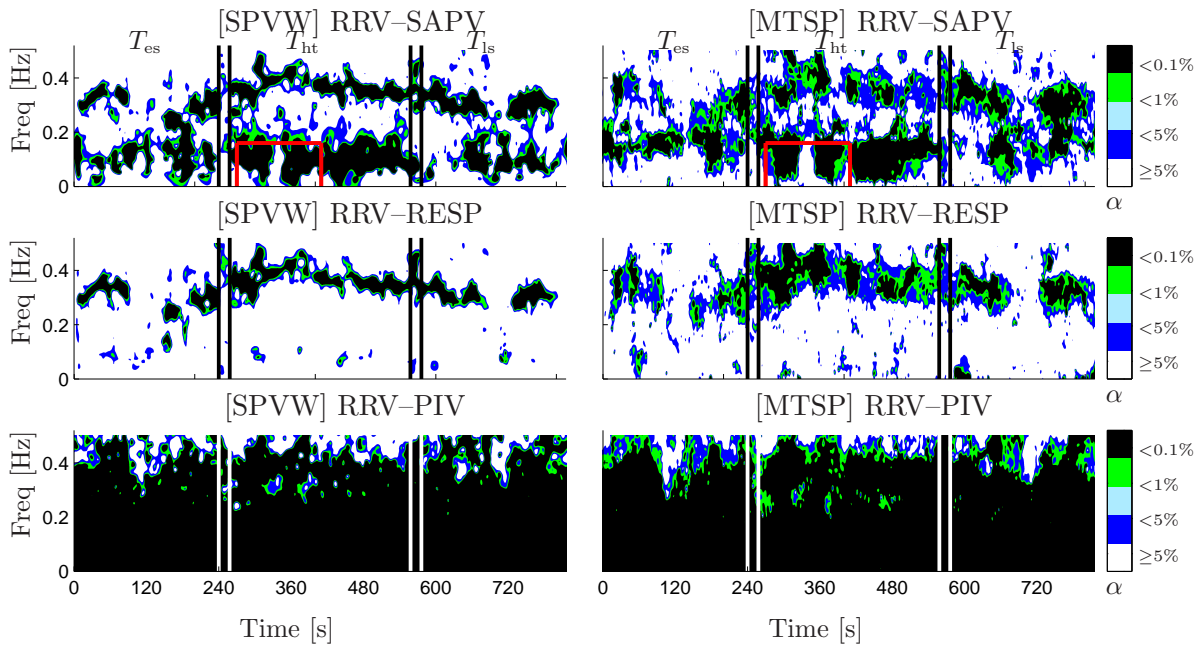 [SPVW] RRV–SAPV [MTSP] RRV–SAPV
T_es T_ht T_ls T_es T_ht T_ls
Freq [Hz]
0.4
0.2
0
<0.1%
<1%
<5%
≥5%
α
[SPVW] RRV–RESP [MTSP] RRV–RESP
Freq [Hz]
0.4
0.2
0
<0.1%
<1%
<5%
≥5%
α
[SPVW] RRV–PIV [MTSP] RRV–PIV
Freq [Hz]
0.4
0.2
0
<0.1%
<1%
<5%
≥5%
α
0 120 240 360 480 600 720 0 120 240 360 480 600 720
Time [s] Time [s]